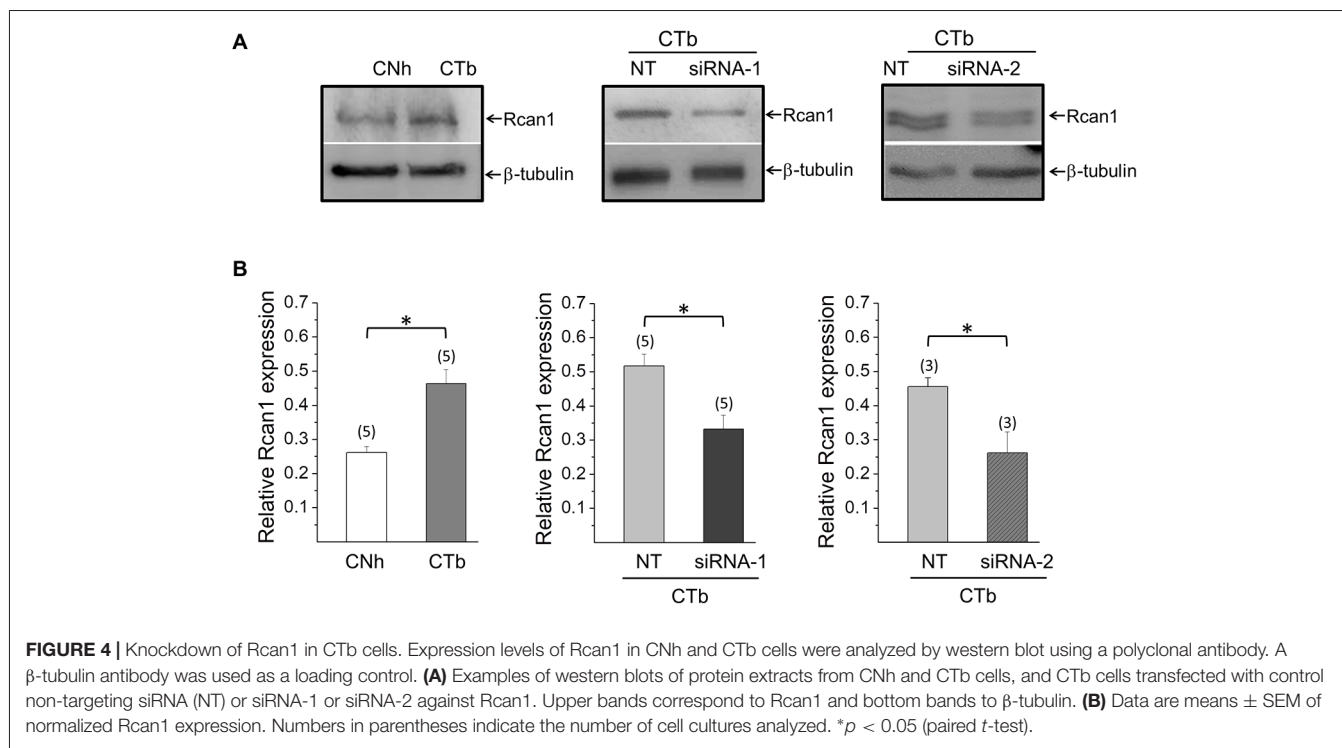 A
CNh CTb
←Rcan1
←β-tubulin
CTb
NT siRNA-1
←Rcan1
←β-tubulin
CTb
NT siRNA-2
←Rcan1
←β-tubulin
B
Relative Rcan1 expression
0.7
0.6
0.5
0.4
0.3
0.2
0.1
*
(5)
(5)
CNh CTb
Relative Rcan1 expression
0.7
0.6
0.5
0.4
0.3
0.2
0.1
*
(5)
(5)
NT siRNA-1
CTb
Relative Rcan1 expression
0.7
0.6
0.5
0.4
0.3
0.2
0.1
*
(3)
(3)
NT siRNA-2
CTb
FIGURE 4 | Knockdown of Rcan1 in CTb cells. Expression levels of Rcan1 in CNh and CTb cells were analyzed by western blot using a polyclonal antibody. A
β-tubulin antibody was used as a loading control. (A) Examples of western blots of protein extracts from CNh and CTb cells, and CTb cells transfected with control
non-targeting siRNA (NT) or siRNA-1 or siRNA-2 against Rcan1. Upper bands correspond to Rcan1 and bottom bands to β-tubulin. (B) Data are means ± SEM of
normalized Rcan1 expression. Numbers in parentheses indicate the number of cell cultures analyzed. *p < 0.05 (paired t-test).